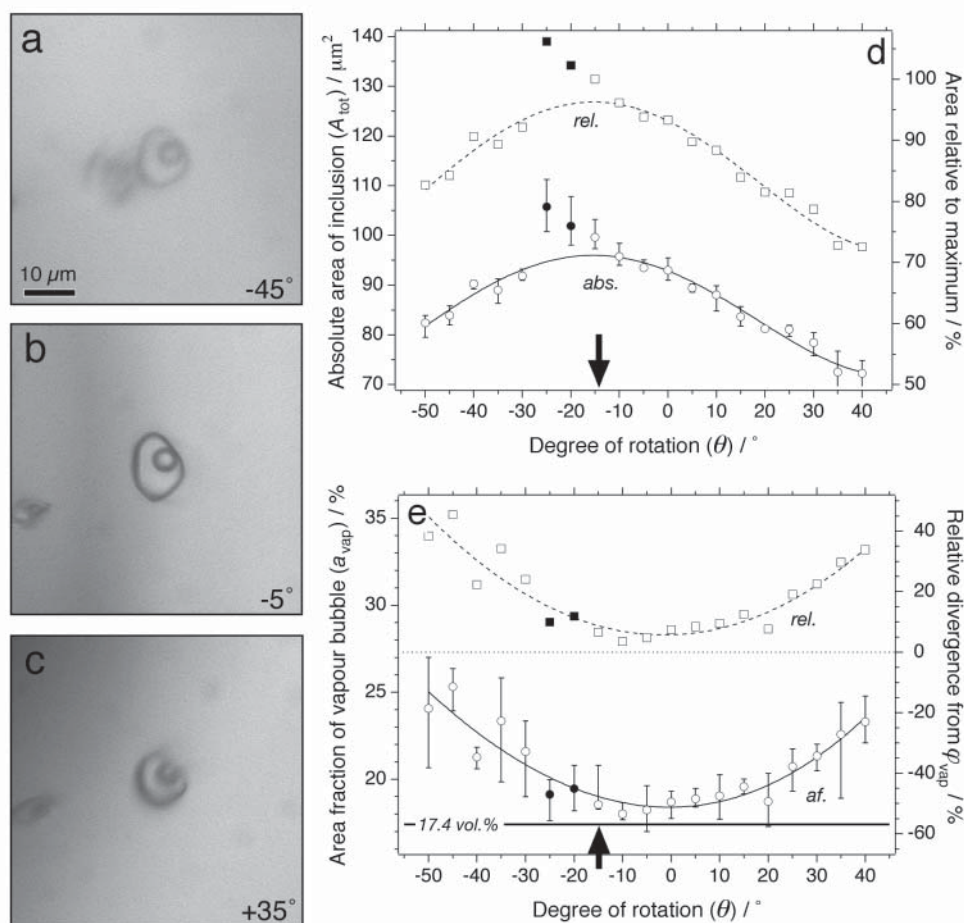 a
10 µm
-45°
b
-5°
c
+35°
d
Absolute area of inclusion (A_tot) / µm²
140
130
120
110
100
90
80
70
Area relative to maximum / %
100
90
80
70
60
50
rel.
abs.
-50 -40 -30 -20 -10 0 10 20 30 40
Degree of rotation (θ) / °
e
Area fraction of vapour bubble (a_vap) / %
35
30
25
20
Relative divergence from φ_vap / %
40
20
0
-20
-40
-60
rel.
af.
17.4 vol.%
-50 -40 -30 -20 -10 0 10 20 30 40
Degree of rotation (θ) / °